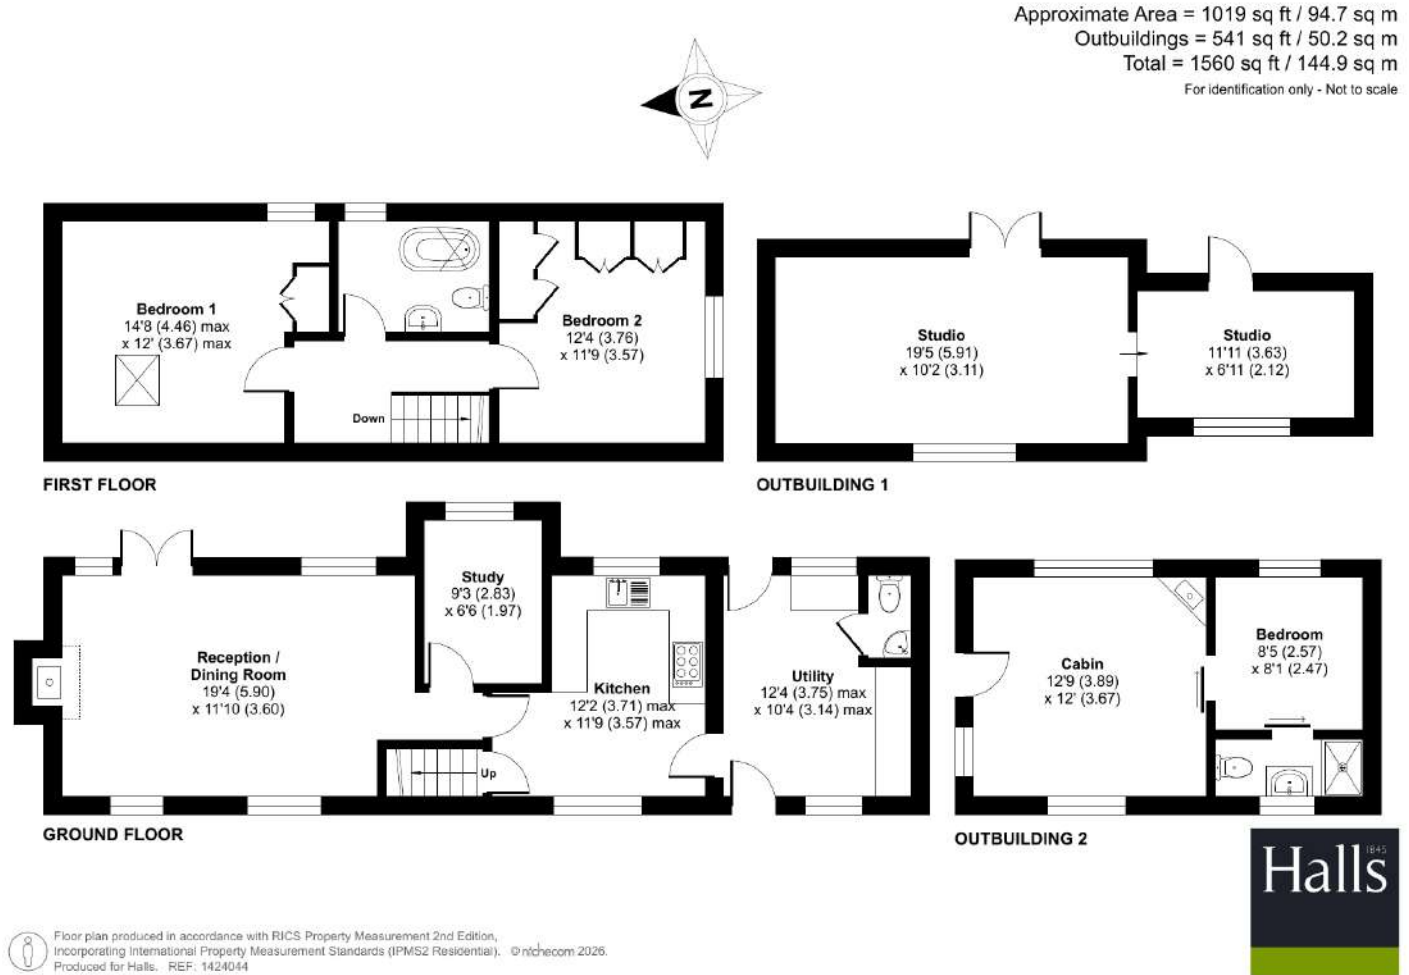 Approximate Area = 1019 sq ft / 94.7 sq m
Outbuildings = 541 sq ft / 50.2 sq m
Total = 1560 sq ft / 144.9 sq m
For identification only - Not to scale
N
Bedroom 1
14'8 (4.46) max
x 12' (3.67) max
Bedroom 2
12'4 (3.76)
x 11'9 (3.57)
Down
FIRST FLOOR
Studio
19'5 (5.91)
x 10'2 (3.11)
Studio
11'11 (3.63)
x 6'11 (2.12)
OUTBUILDING 1
Study
9'3 (2.83)
x 6'6 (1.97)
Reception /
Dining Room
19'4 (5.90)
x 11'10 (3.60)
Kitchen
12'2 (3.71) max
x 11'9 (3.57) max
Utility
12'4 (3.75) max
x 10'4 (3.14) max
Up
GROUND FLOOR
Cabin
12'9 (3.89)
x 12' (3.67)
Bedroom
8'5 (2.57)
x 8'1 (2.47)
OUTBUILDING 2
1845
Halls
Floor plan produced in accordance with RICS Property Measurement 2nd Edition,
Incorporating International Property Measurement Standards (IPMS2 Residential). ©nichecom 2026.
Produced for Halls. REF: 1424044